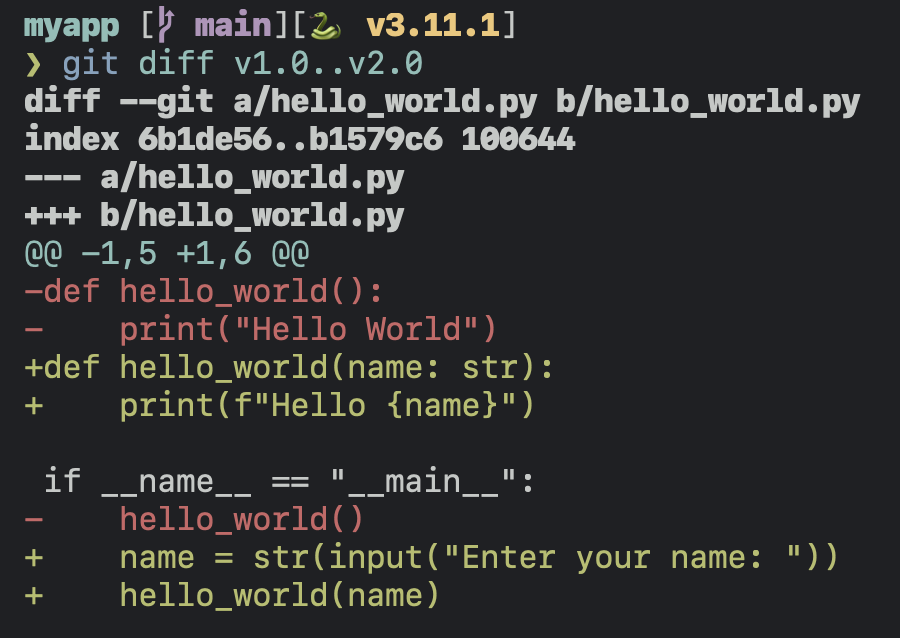 myapp [ main][🐍 v3.11.1]
❯ git diff v1.0..v2.0
diff --git a/hello_world.py b/hello_world.py
index 6b1de56..b1579c6 100644
--- a/hello_world.py
+++ b/hello_world.py
@@ -1,5 +1,6 @@
-def hello_world():
-    print("Hello World")
+def hello_world(name: str):
+    print(f"Hello {name}")

 if __name__ == "__main__":
-    hello_world()
+    name = str(input("Enter your name: "))
+    hello_world(name)